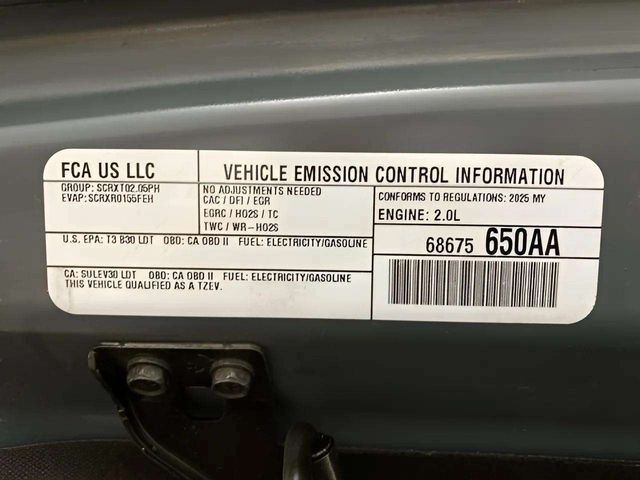 FCA US LLC
VEHICLE EMISSION CONTROL INFORMATION
GROUP: SCRXT02.05PH
EVAP: SCRXR0155FEH
NO ADJUSTMENTS NEEDED
CAC / DFI / EGR
EGRC / HO2S / TC
TWC / WR-HO2S
CONFORMS TO REGULATIONS: 2025 MY
ENGINE: 2.0L
U.S. EPA: T3 B30 LDT OBD: CA OBD II FUEL: ELECTRICITY/GASOLINE
68675 650AA
CA: SULEV30 LDT OBD: CA OBD II FUEL: ELECTRICITY/GASOLINE
THIS VEHICLE QUALIFIED AS A TZEV.